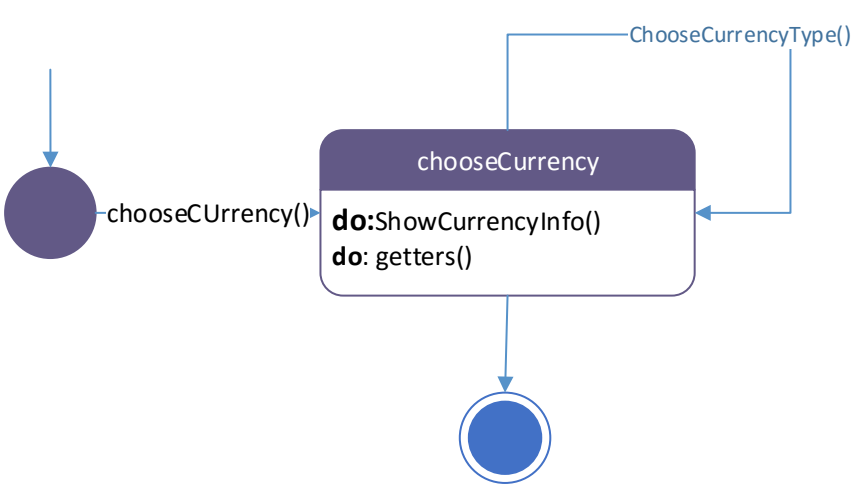 ChooseCurrencyType()
chooseCurrency
chooseCUrrency()
do:ShowCurrencyInfo()
do: getters()